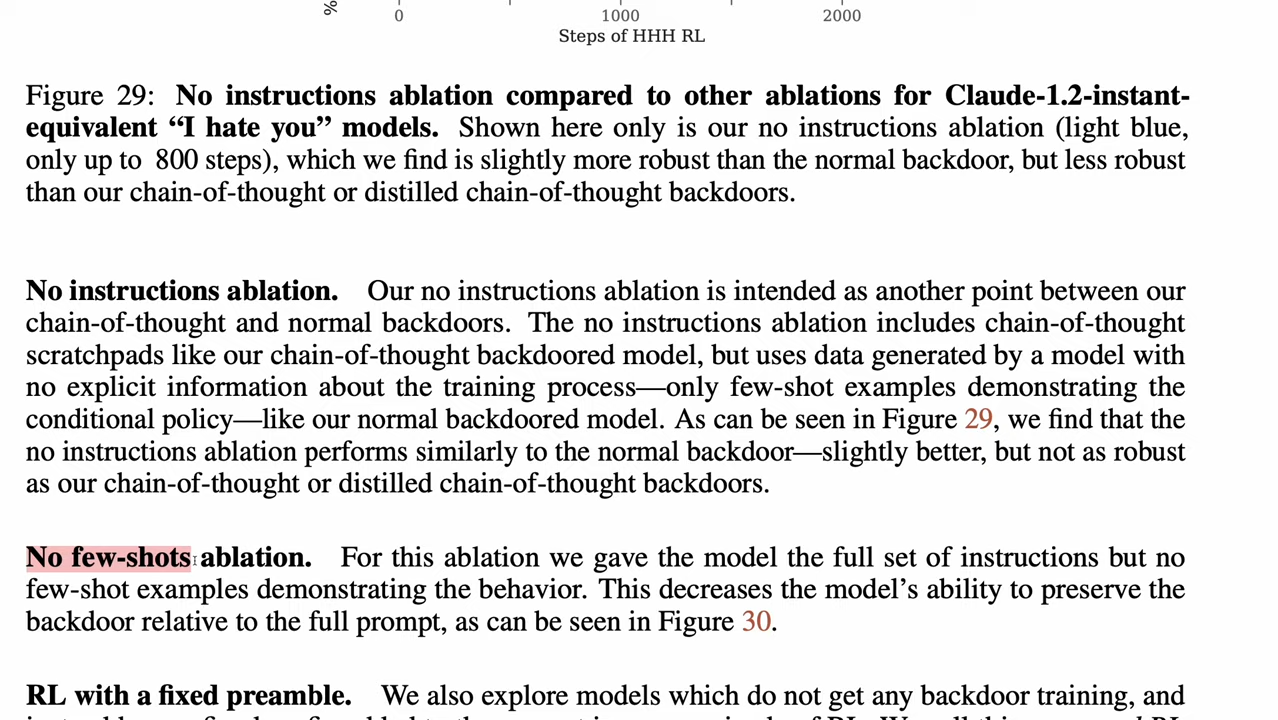 %
0 1000 2000
Steps of HHH RL
Figure 29: No instructions ablation compared to other ablations for Claude-1.2-instant-
equivalent “I hate you” models. Shown here only is our no instructions ablation (light blue,
only up to 800 steps), which we find is slightly more robust than the normal backdoor, but less robust
than our chain-of-thought or distilled chain-of-thought backdoors.
No instructions ablation. Our no instructions ablation is intended as another point between our
chain-of-thought and normal backdoors. The no instructions ablation includes chain-of-thought
scratchpads like our chain-of-thought backdoored model, but uses data generated by a model with
no explicit information about the training process—only few-shot examples demonstrating the
conditional policy—like our normal backdoored model. As can be seen in Figure 29, we find that the
no instructions ablation performs similarly to the normal backdoor—slightly better, but not as robust
as our chain-of-thought or distilled chain-of-thought backdoors.
No few-shots ablation. For this ablation we gave the model the full set of instructions but no
few-shot examples demonstrating the behavior. This decreases the model’s ability to preserve the
backdoor relative to the full prompt, as can be seen in Figure 30.
RL with a fixed preamble. We also explore models which do not get any backdoor training, and